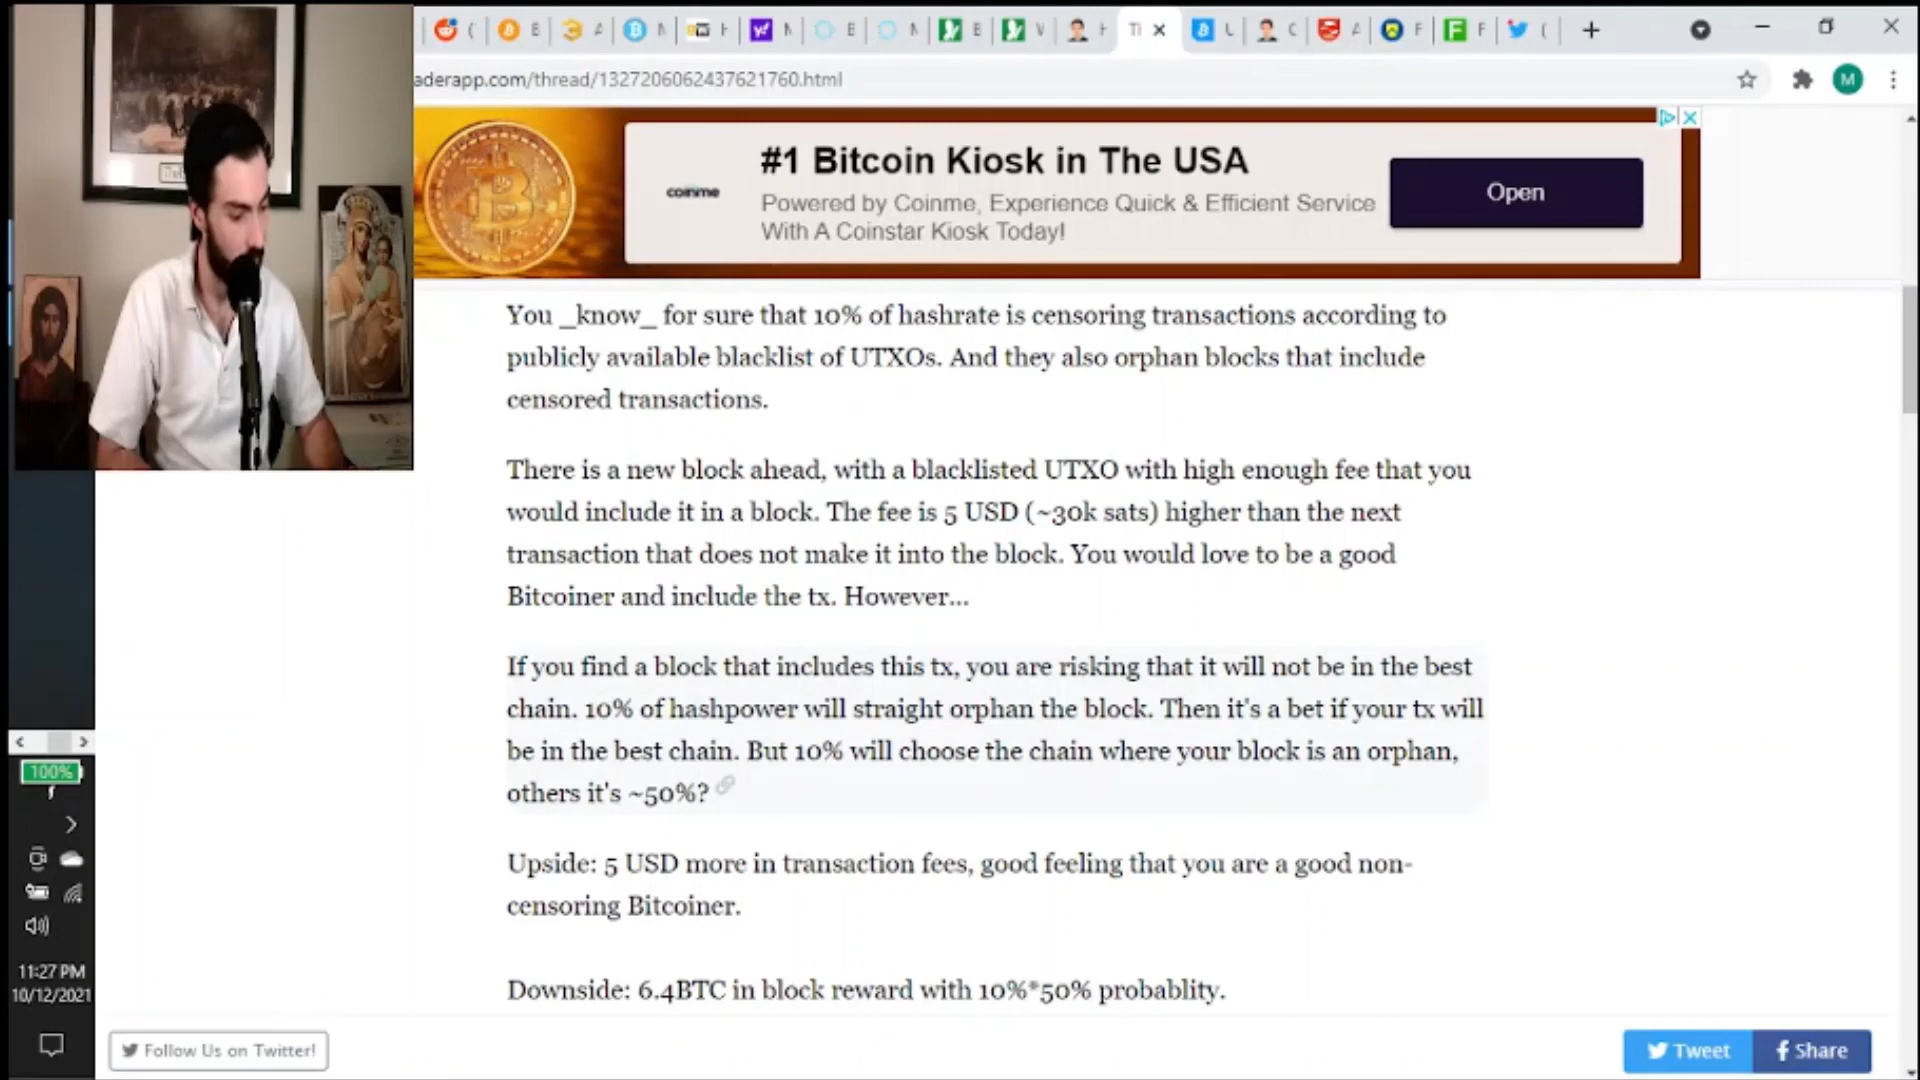 aderapp.com/thread/1327206062437621760.html
M
coinme
#1 Bitcoin Kiosk in The USA
Powered by Coinme, Experience Quick & Efficient Service
With A Coinstar Kiosk Today!
Open
You _know_ for sure that 10% of hashrate is censoring transactions according to
publicly available blacklist of UTXOs. And they also orphan blocks that include
censored transactions.
There is a new block ahead, with a blacklisted UTXO with high enough fee that you
would include it in a block. The fee is 5 USD (~30k sats) higher than the next
transaction that does not make it into the block. You would love to be a good
Bitcoiner and include the tx. However...
If you find a block that includes this tx, you are risking that it will not be in the best
chain. 10% of hashpower will straight orphan the block. Then it's a bet if your tx will
be in the best chain. But 10% will choose the chain where your block is an orphan,
others it's ~50%?
Upside: 5 USD more in transaction fees, good feeling that you are a good non-
censoring Bitcoiner.
Downside: 6.4BTC in block reward with 10%*50% probablity.
100%
11:27 PM
10/12/2021
Follow Us on Twitter!
Tweet
Share